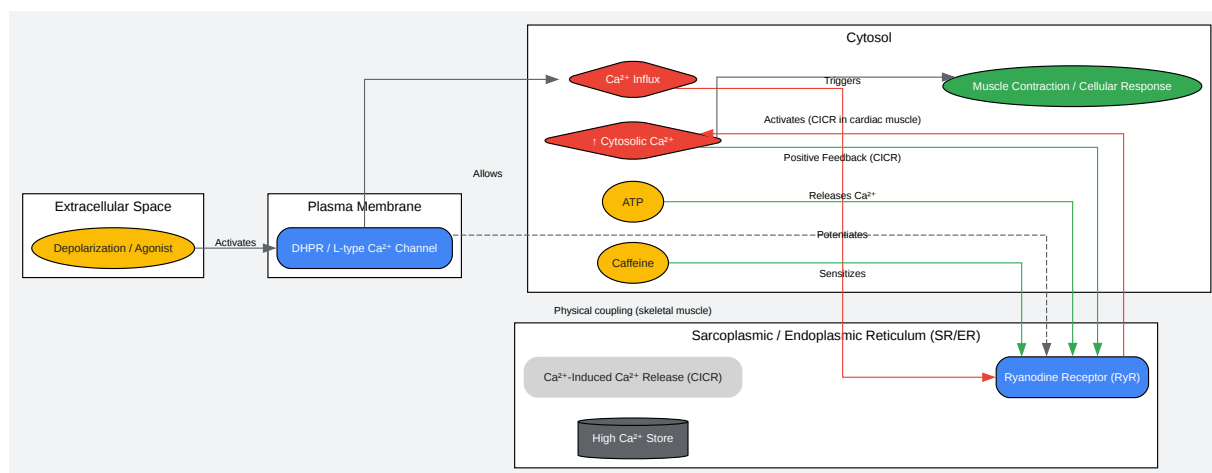 Cytosol
Ca²⁺ Influx
Triggers
Muscle Contraction / Cellular Response
Activates (CICR in cardiac muscle)
↑ Cytosolic Ca²⁺
Positive Feedback (CICR)
Allows
Extracellular Space
Plasma Membrane
ATP
Releases Ca²⁺
Depolarization / Agonist
Activates
DHPR / L-type Ca²⁺ Channel
Potentiates
Caffeine
Sensitizes
Physical coupling (skeletal muscle)
Sarcoplasmic / Endoplasmic Reticulum (SR/ER)
Ca²⁺-Induced Ca²⁺ Release (CICR)
Ryanodine Receptor (RyR)
High Ca²⁺ Store